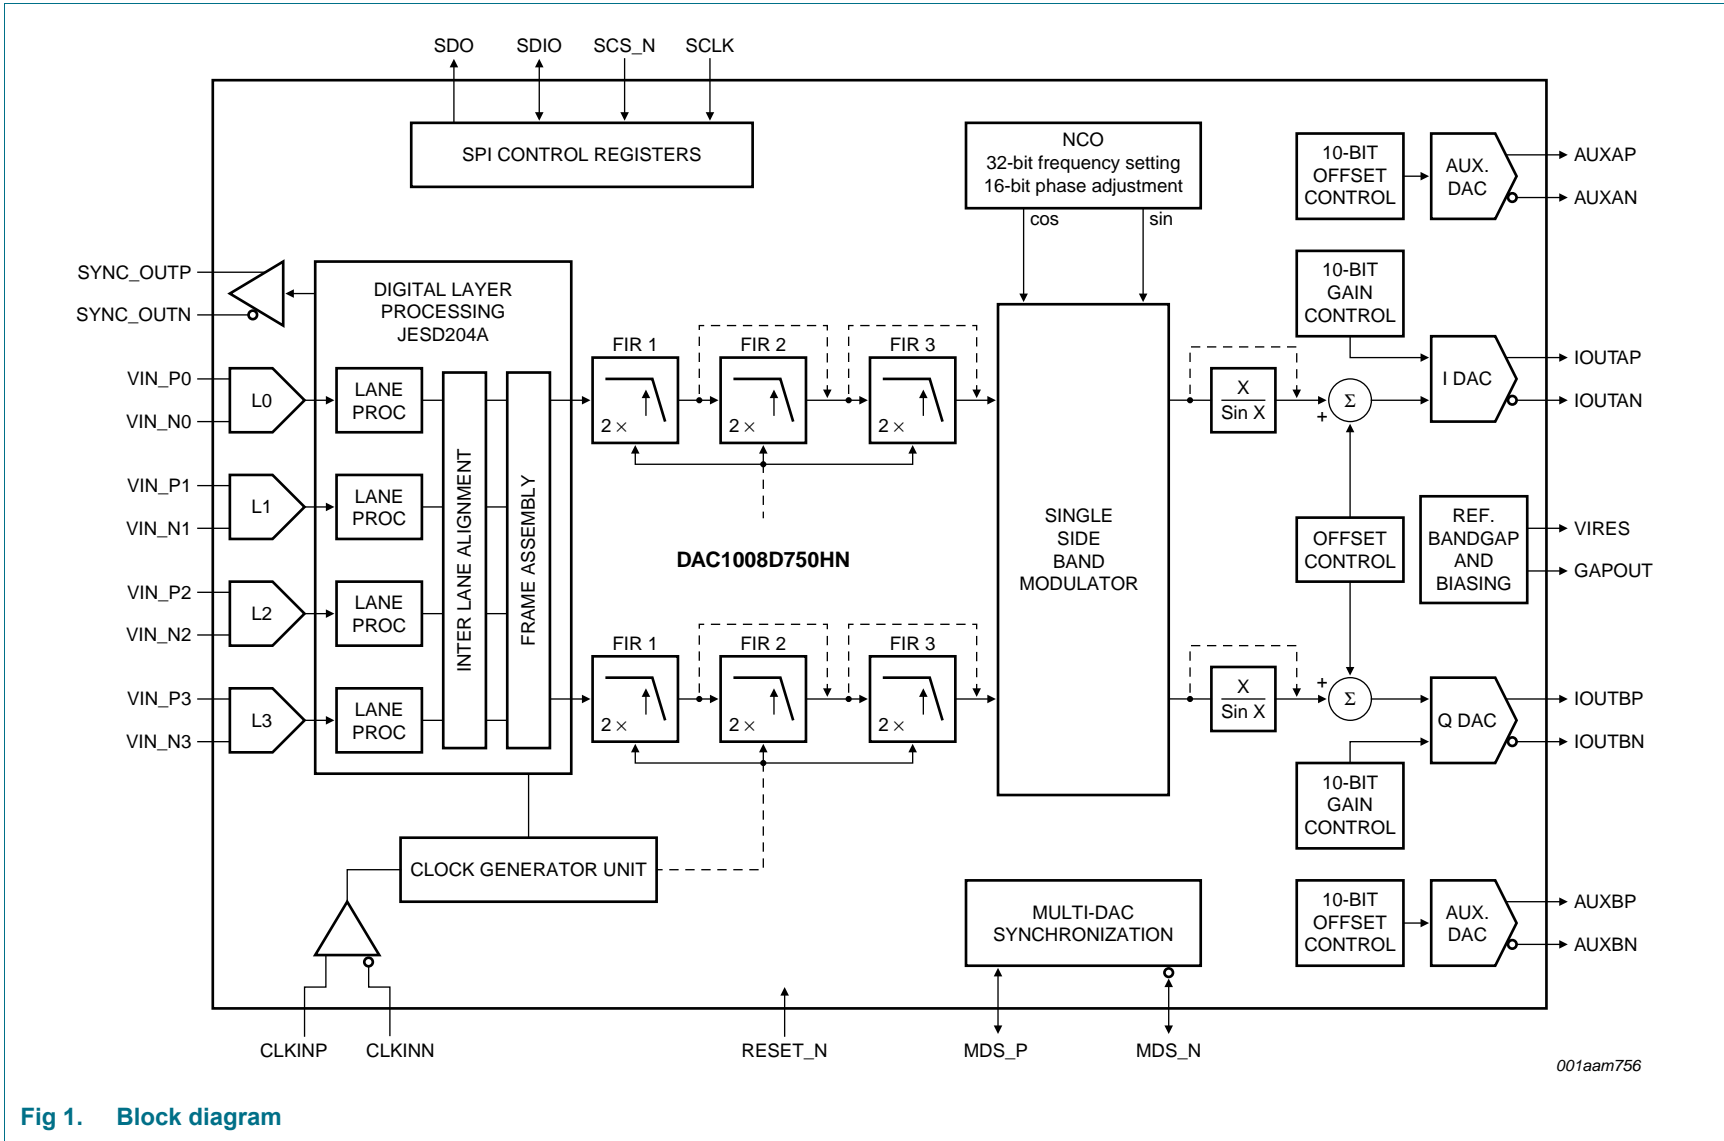 SDO SDIO SCS_N SCLK
SPI CONTROL REGISTERS
NCO
32-bit frequency setting
16-bit phase adjustment
cos sin
10-BIT
OFFSET
CONTROL
AUX.
DAC
AUXAP
AUXAN
SYNC_OUTP
SYNC_OUTN
DIGITAL LAYER
PROCESSING
JESD204A
10-BIT
GAIN
CONTROL
FIR 1 FIR 2 FIR 3
2 × 2 × 2 ×
VIN_P0
VIN_N0
L0
LANE
PROC
VIN_P1
VIN_N1
L1
LANE
PROC
VIN_P2
VIN_N2
L2
LANE
PROC
VIN_P3
VIN_N3
L3
LANE
PROC
INTER LANE ALIGNMENT
FRAME ASSEMBLY
DAC1008D750HN
SINGLE
SIDE
BAND
MODULATOR
X
Sin X
+
Σ
I DAC
IOUTAP
IOUTAN
OFFSET
CONTROL
REF.
BANDGAP
AND
BIASING
VIRES
GAPOUT
FIR 1 FIR 2 FIR 3
2 × 2 × 2 ×
X
Sin X
+
Σ
Q DAC
IOUTBP
IOUTBN
10-BIT
GAIN
CONTROL
CLOCK GENERATOR UNIT
MULTI-DAC
SYNCHRONIZATION
10-BIT
OFFSET
CONTROL
AUX.
DAC
AUXBP
AUXBN
CLKINP CLKINN RESET_N MDS_P MDS_N
001aam756
Fig 1. Block diagram